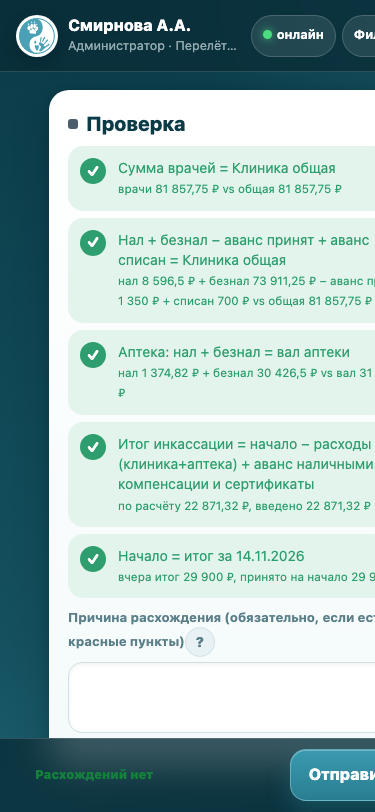 Смирнова А.А.
Администратор · Перелёт...
онлайн
Проверка
Сумма врачей = Клиника общая
врачи 81 857,75 ₽ vs общая 81 857,75 ₽
Нал + безнал − аванс принят + аванс
списан = Клиника общая
нал 8 596,5 ₽ + безнал 73 911,25 ₽ − аванс
1 350 ₽ + списан 700 ₽ vs общая 81 857,75 ₽
Аптека: нал + безнал = вал аптеки
нал 1 374,82 ₽ + безнал 30 426,5 ₽ vs вал 31
₽
Итог инкассации = начало − расходы
(клиника+аптека) + аванс наличными
компенсации и сертификаты
по расчёту 22 871,32 ₽, введено 22 871,32 ₽
Начало = итог за 14.11.2026
вчера итог 29 900 ₽, принято на начало 29 9
Причина расхождения (обязательно, если
красные пункты) ?
Расхождений нет